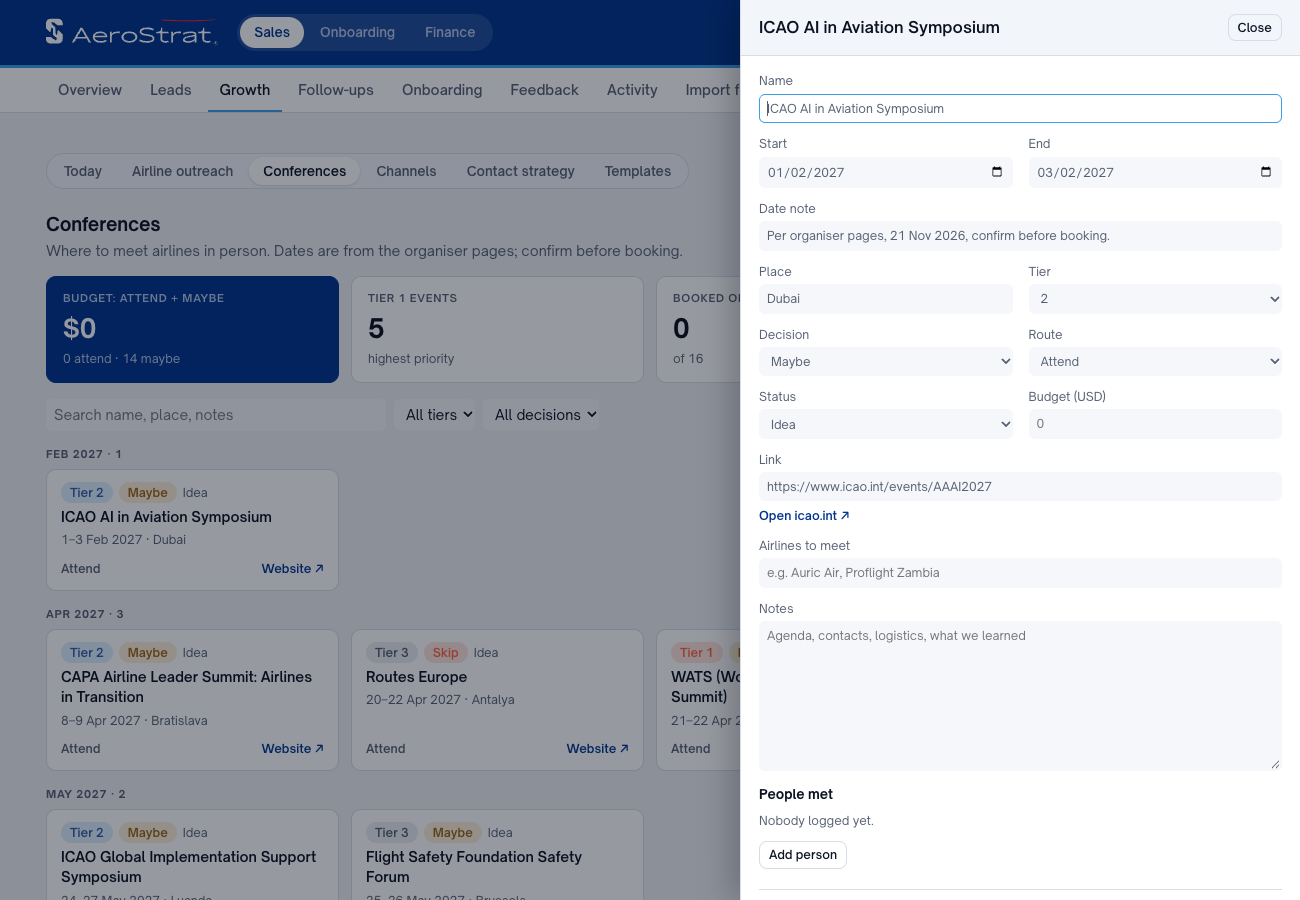 AeroStrat
Sales Onboarding Finance
Overview Leads Growth Follow-ups Onboarding Feedback Activity Import
Today Airline outreach Conferences Channels Contact strategy Templates
Conferences
Where to meet airlines in person. Dates are from the organiser pages; confirm before booking.
BUDGET: ATTEND + MAYBE
$0
0 attend · 14 maybe
TIER 1 EVENTS
5
highest priority
BOOKED
0
of 16
Search name, place, notes All tiers All decisions
FEB 2027 · 1
Tier 2 Maybe Idea
ICAO AI in Aviation Symposium
1–3 Feb 2027 · Dubai
Attend Website ↗
APR 2027 · 3
Tier 2 Maybe Idea
CAPA Airline Leader Summit: Airlines
in Transition
8–9 Apr 2027 · Bratislava
Attend Website ↗
Tier 3 Skip Idea
Routes Europe
20–22 Apr 2027 · Antalya
Attend Website ↗
Tier 1
WATS
Summit)
21–22 Apr
Attend
MAY 2027 · 2
Tier 2 Maybe Idea
ICAO Global Implementation Support
Symposium
Tier 3 Maybe Idea
Flight Safety Foundation Safety
Forum
ICAO AI in Aviation Symposium Close
Name
ICAO AI in Aviation Symposium
Start End
01/02/2027 03/02/2027
Date note
Per organiser pages, 21 Nov 2026, confirm before booking.
Place Tier
Dubai 2
Decision Route
Maybe Attend
Status Budget (USD)
Idea 0
Link
https://www.icao.int/events/AAAI2027
Open icao.int ↗
Airlines to meet
e.g. Auric Air, Proflight Zambia
Notes
Agenda, contacts, logistics, what we learned
People met
Nobody logged yet.
Add person